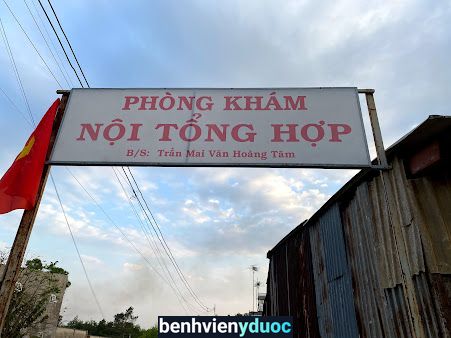 PHÒNG KHÁM
NỘI TỔNG HỢP
B/S: Trần Mai Văn Hoàng Tâm
benhvienyduoc